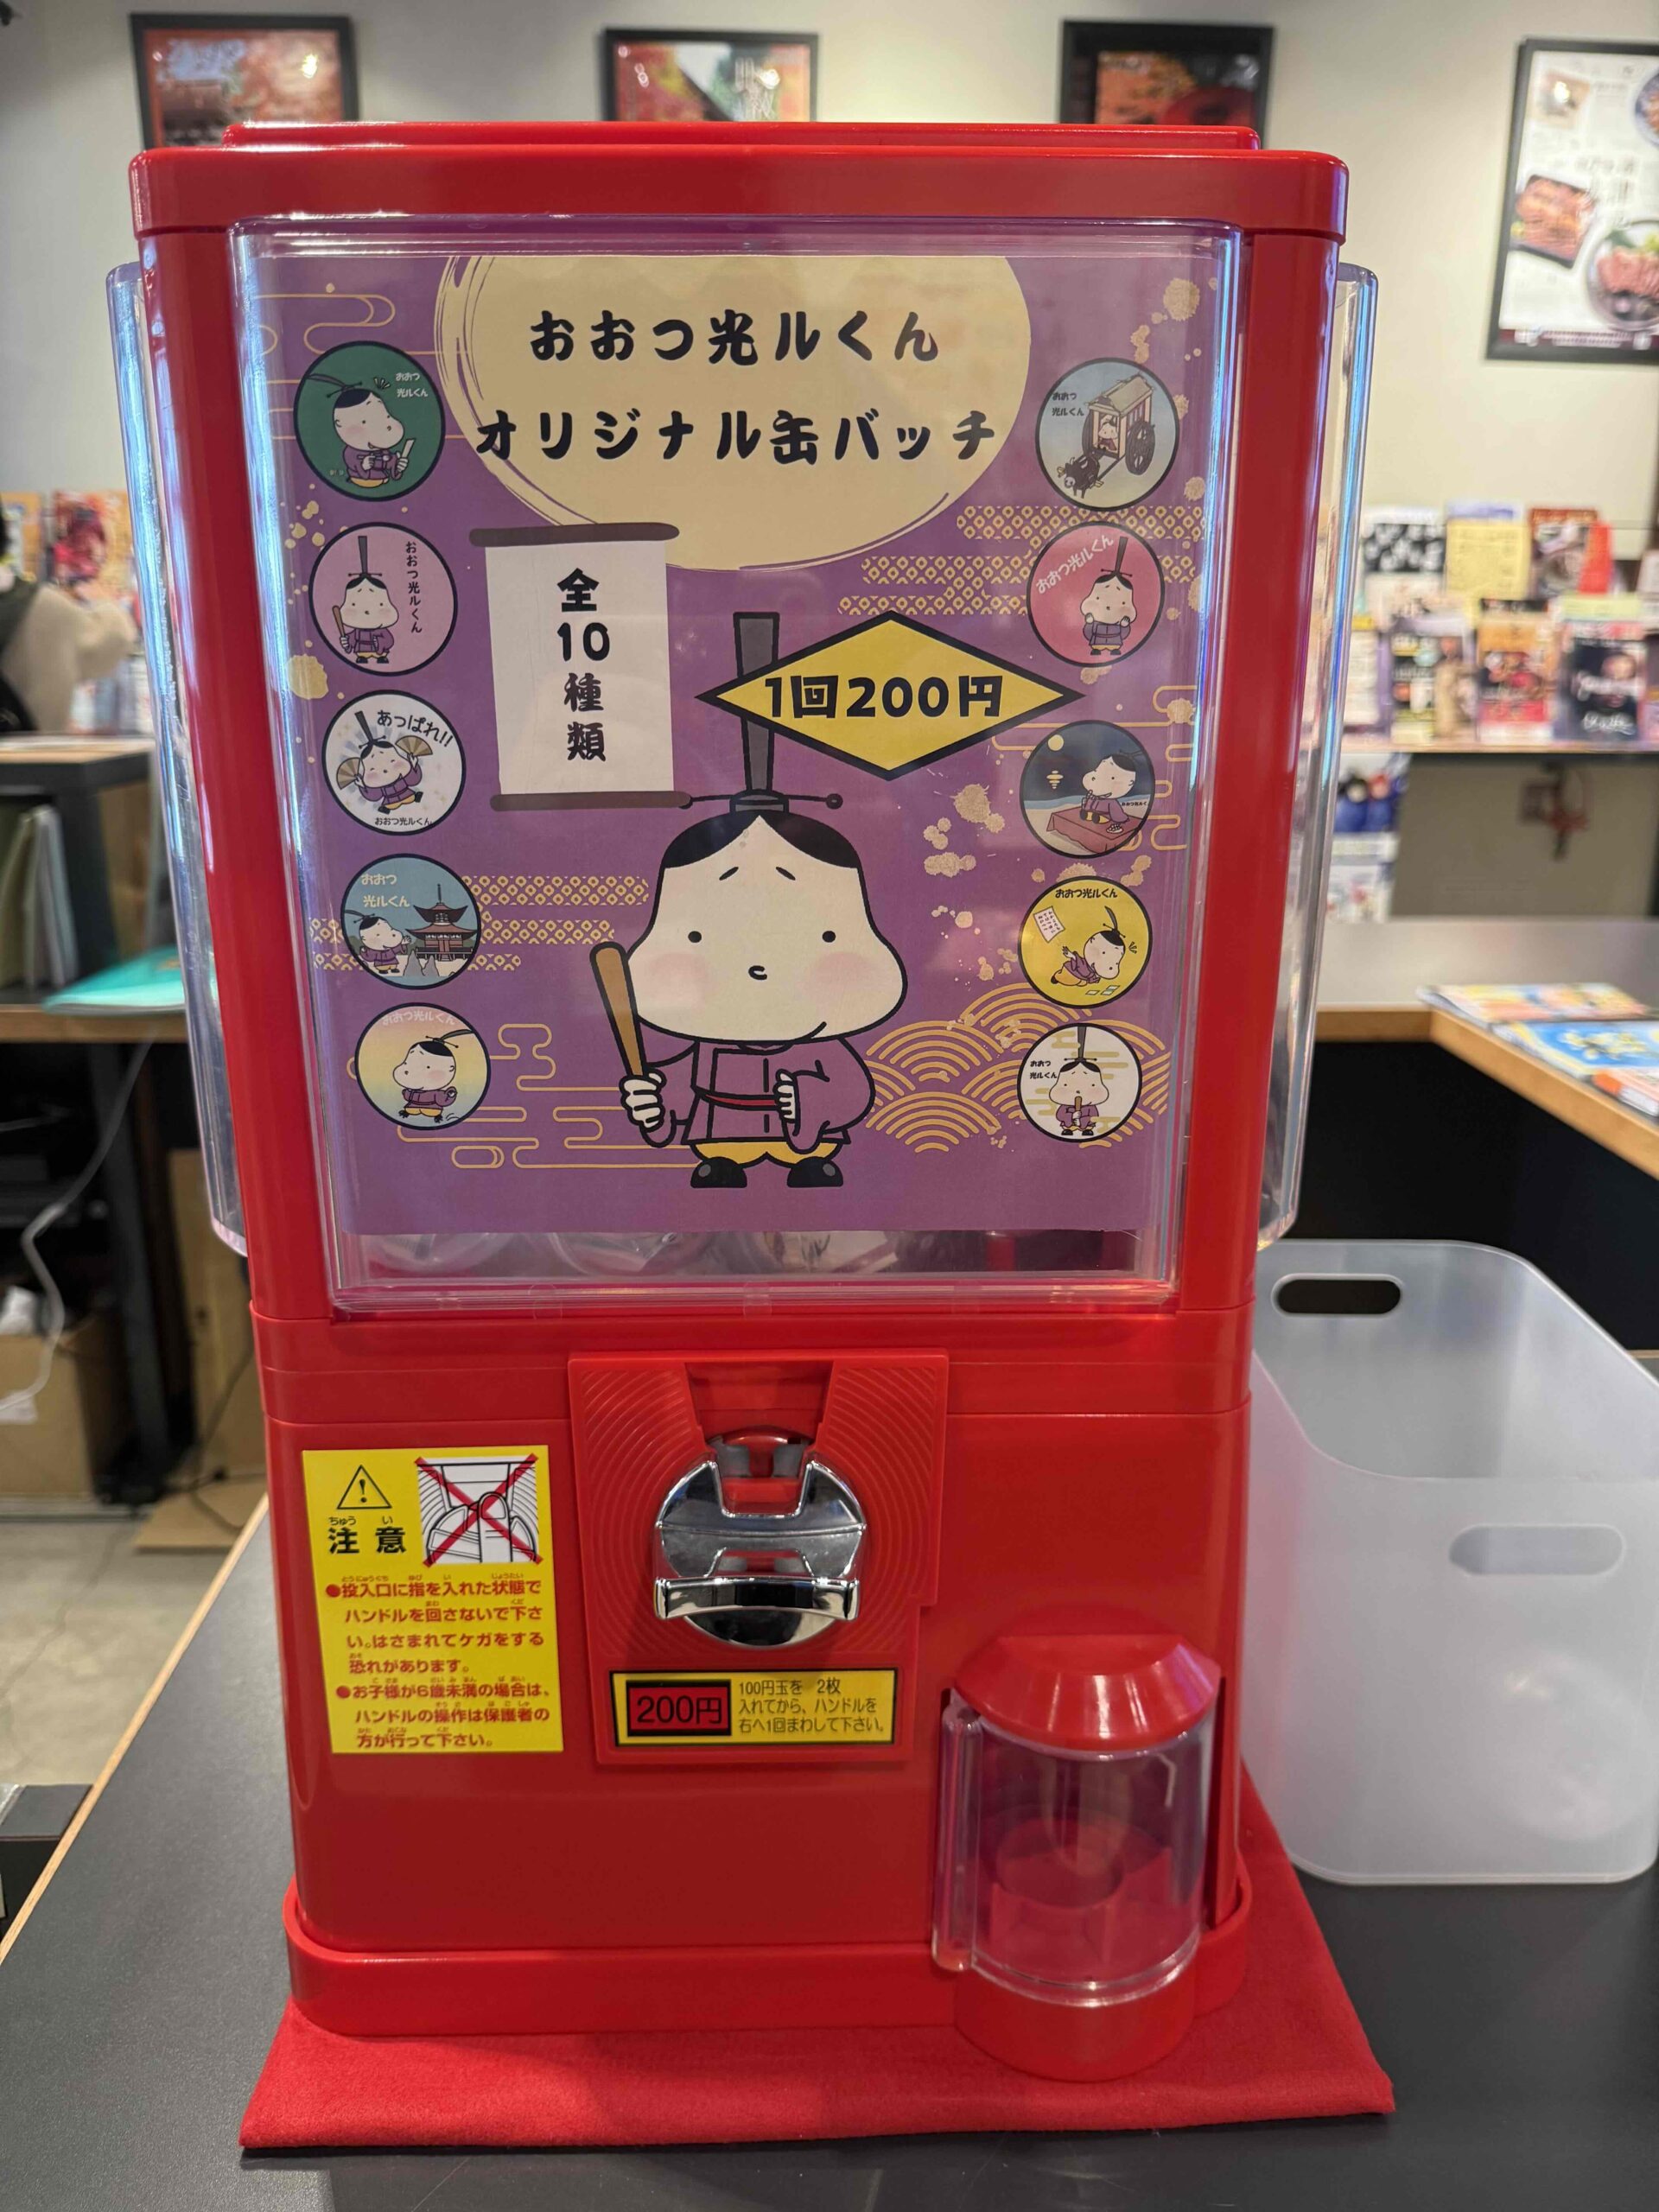 おおつ光ルくん
オリジナル缶バッチ
全10種類
1回200円
おおつ
光ルくん
おおつ
光ルくん
おおつ光ルくん
おおつ光ルくん
あっぱれ!!
おおつ光ルくん
おおつ
光ルくん
おおつ光ルくん
おおつ光ルくん
おおつ
光ルくん
ちゅうい
注意
●投入口に指を入れた状態で
ハンドルを回さないで下さ
い。はさまれてケガをする
恐れがあります。
●お子様が6歳未満の場合は、
ハンドルの操作は保護者の
方が行って下さい。
200円
100円玉を 2枚
入れてから、ハンドルを
右へ1回まわして下さい。